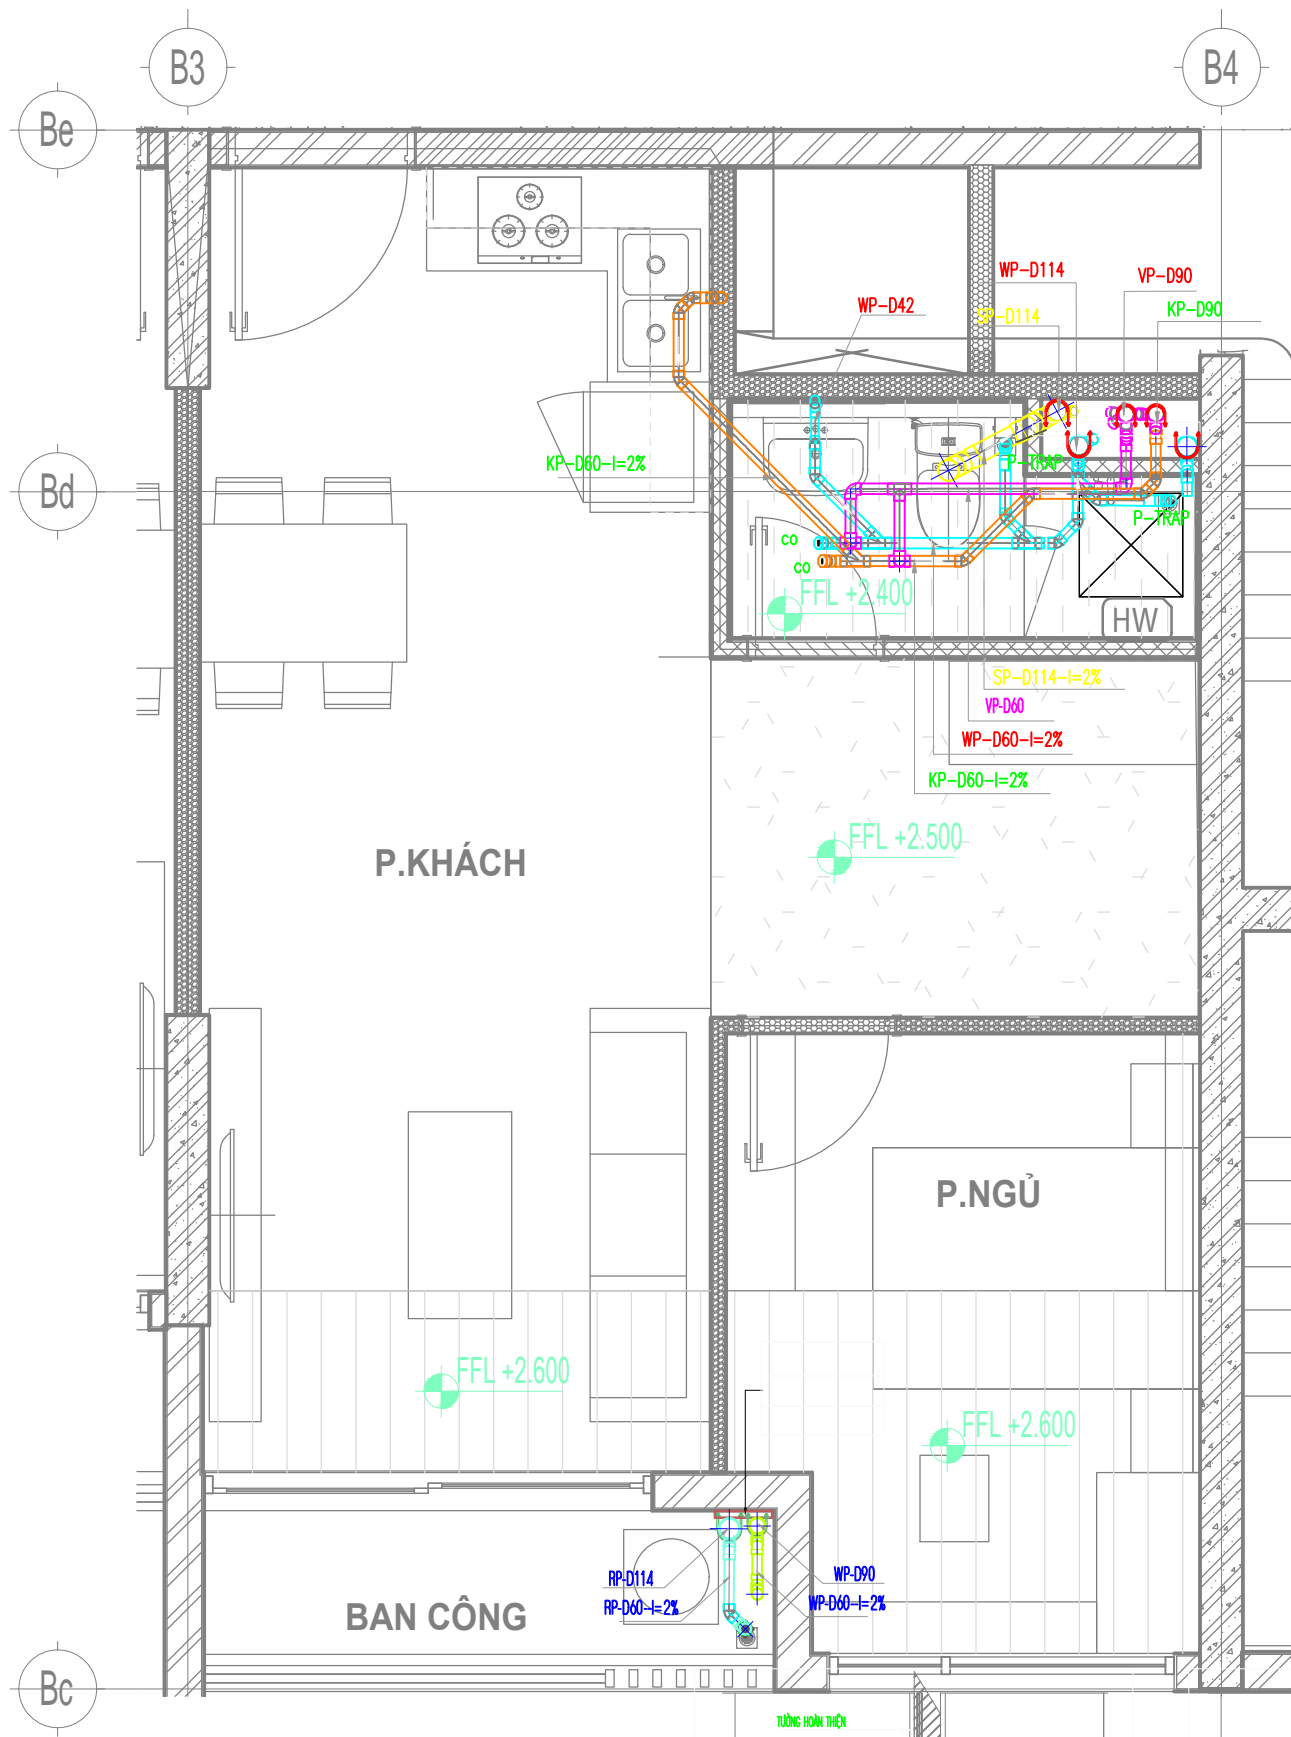 B3
B4
Be
WP-D114
VP-D90
WP-D42
SP-D114
KP-D90
KP-D60-I=2%
P-TRAP
Bd
P-TRAP
CO
CO
FFL +2.400
HW
SP-D114-I=2%
VP-D60
WP-D60-I=2%
KP-D60-I=2%
FFL +2.500
P.KHÁCH
P.NGỦ
FFL +2.600
FFL +2.600
RP-D114
WP-D90
RP-D60-I=2%
WP-D60-I=2%
BAN CÔNG
Bc
TƯỜNG HOÀN THIỆN